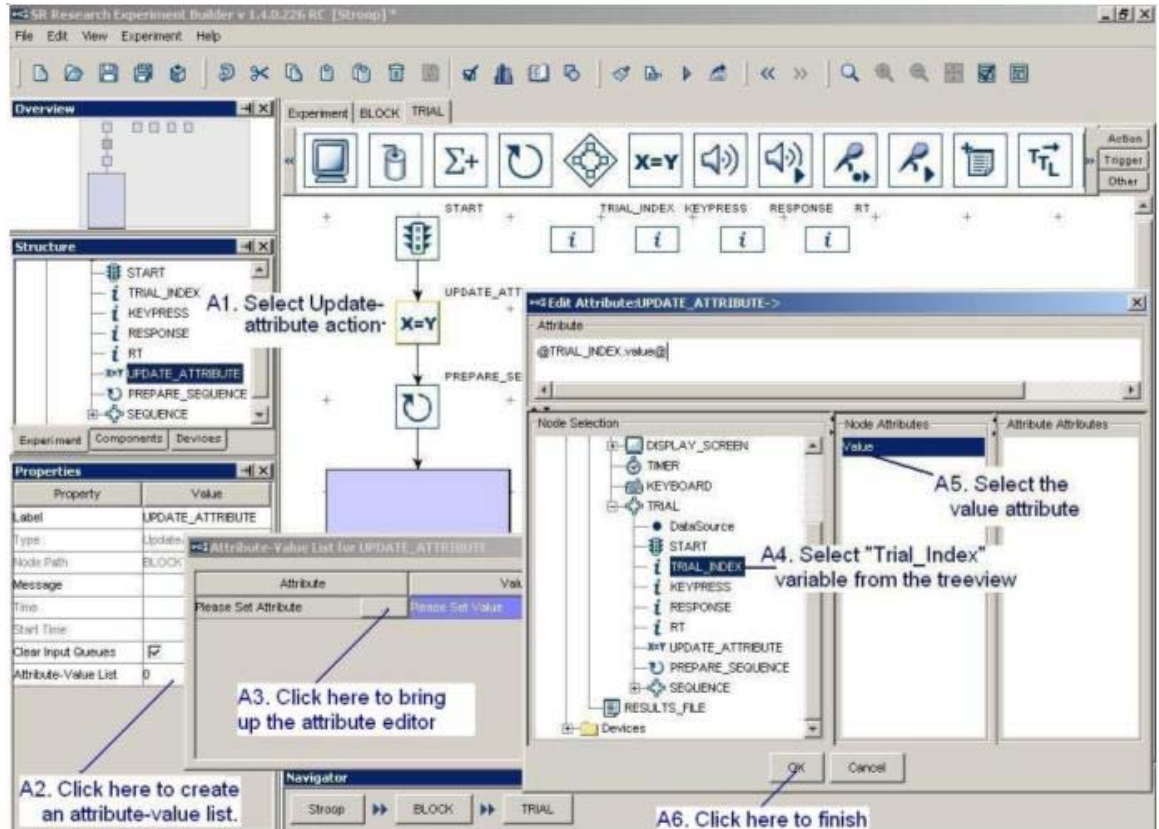 SR Research Experiment Builder v 1.4.0.226 RC [Stroop] *
File Edit View Experiment Help
Overview
Experiment BLOCK TRIAL
Σ+
X=Y
TTL
Action
Trigger
Other
START
TRIAL_INDEX KEYPRESS RESPONSE RT
i i i i
Structure
START
TRIAL_INDEX
KEYPRESS
RESPONSE
RT
X=Y UPDATE_ATTRIBUTE
PREPARE_SEQUENCE
SEQUENCE
Experiment Components Devices
A1. Select Update-
attribute action
UPDATE_ATT
X=Y
PREPARE_SE
Edit Attribute:UPDATE_ATTRIBUTE->
Attribute
@TRIAL_INDEX.value@
Node Selection
DISPLAY_SCREEN
TIMER
KEYBOARD
TRIAL
DataSource
START
TRIAL_INDEX
KEYPRESS
RESPONSE
RT
X=Y UPDATE_ATTRIBUTE
PREPARE_SEQUENCE
SEQUENCE
RESULTS_FILE
Devices
Node Attributes
Value
Attribute Attributes
A5. Select the
value attribute
A4. Select "Trial_Index"
variable from the treeview
OK Cancel
A6. Click here to finish
Properties
Property Value
Label UPDATE_ATTRIBUTE
Type Update
Node Path BLOCK
Message
Time
Start Time
Clear Input Queues
Attribute-Value List 0
Attribute-Value List for UPDATE_ATTRIBUTE
Attribute Val
Please Set Attribute Please Set Value
A3. Click here to bring
up the attribute editor
A2. Click here to create
an attribute-value list.
Navigator
Stroop BLOCK TRIAL